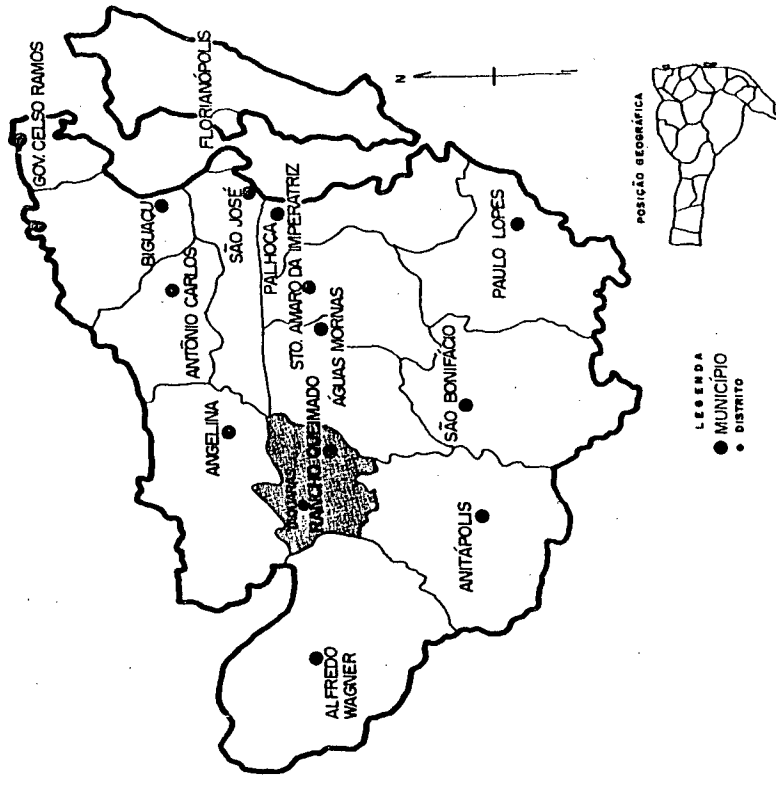 GOV. CELSO RAMOS
FLORIANÓPOLIS
BIGUAÇU
ANTÔNIO CARLOS
SÃO JOSÉ
PALHOÇA
STO. AMARO DA IMPERATRIZ
ÁGUAS MORNAS
ANGELINA
TAQUARAS
RANCHO QUEIMADO
PAULO LOPES
SÃO BONIFÁCIO
ANITÁPOLIS
ALFREDO
WAGNER
N
POSIÇÃO GEOGRÁFICA
LEGENDA
MUNICÍPIO
DISTRITO